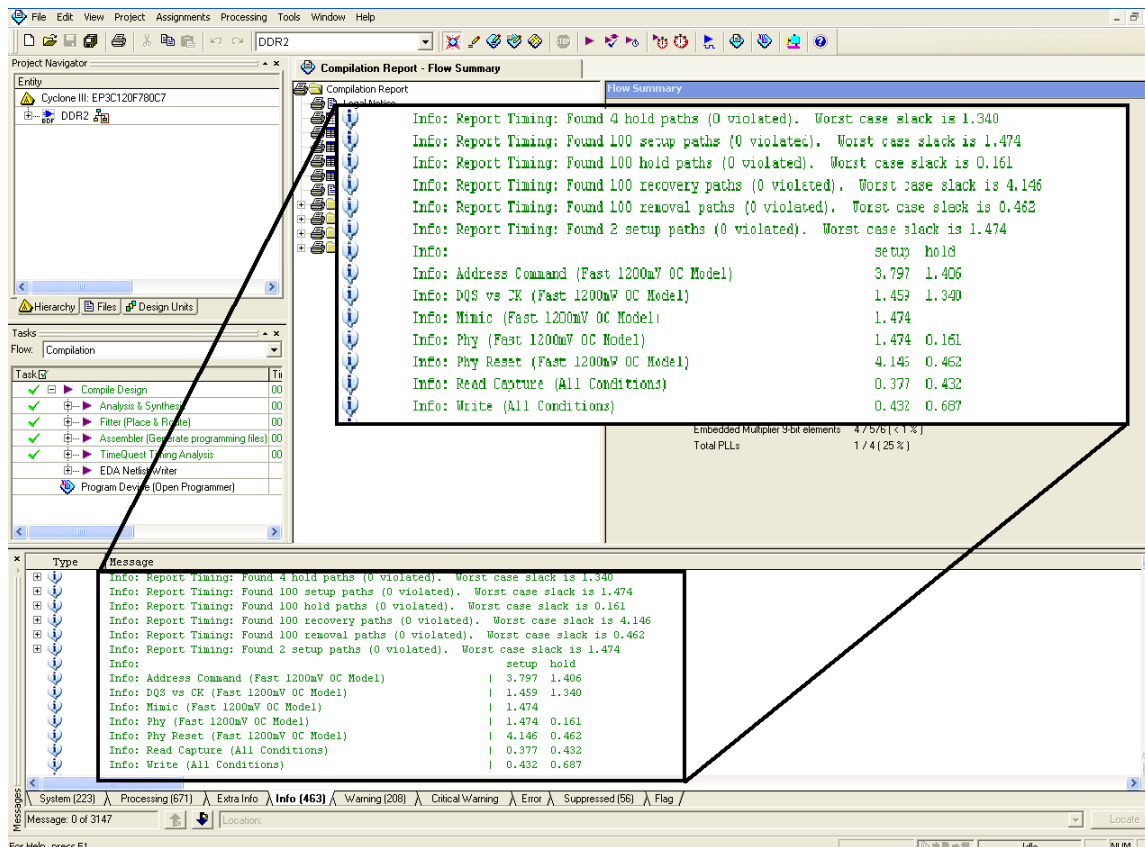 File Edit View Project Assignments Processing Tools Window Help
DDR2
Project Navigator
Entity
Cyclone III: EP3C120F780C7
DDR2
Hierarchy Files Design Units
Tasks
Flow: Compilation
Task
Compile Design 00
Analysis & Synthesis 00
Fitter (Place & Route) 00
Assembler (Generate programming files) 00
TimeQuest Timing Analysis 00
EDA Netlist Writer
Program Device (Open Programmer)
Compilation Report - Flow Summary
Compilation Report
Legal Notice
Flow Summary
Info: Report Timing: Found 4 hold paths (0 violated). Worst case slack is 1.340
Info: Report Timing: Found 100 setup paths (0 violated). Worst case slack is 1.474
Info: Report Timing: Found 100 hold paths (0 violated). Worst case slack is 0.161
Info: Report Timing: Found 100 recovery paths (0 violated). Worst case slack is 4.146
Info: Report Timing: Found 100 removal paths (0 violated). Worst case slack is 0.462
Info: Report Timing: Found 2 setup paths (0 violated). Worst case slack is 1.474
Info: setup hold
Info: Address Command (Fast 1200mV 0C Model) 3.797 1.406
Info: DQS vs CK (Fast 1200mV 0C Model) 1.459 1.340
Info: Mimic (Fast 1200mV 0C Model) 1.474
Info: Phy (Fast 1200mV 0C Model) 1.474 0.161
Info: Phy Reset (Fast 1200mV 0C Model) 4.146 0.462
Info: Read Capture (All Conditions) 0.377 0.432
Info: Write (All Conditions) 0.432 0.687
Embedded Multiplier 9-bit elements 4 / 576 ( < 1 % )
Total PLLs 1 / 4 ( 25 % )
Type Message
Info: Report Timing: Found 4 hold paths (0 violated). Worst case slack is 1.340
Info: Report Timing: Found 100 setup paths (0 violated). Worst case slack is 1.474
Info: Report Timing: Found 100 hold paths (0 violated). Worst case slack is 0.161
Info: Report Timing: Found 100 recovery paths (0 violated). Worst case slack is 4.146
Info: Report Timing: Found 100 removal paths (0 violated). Worst case slack is 0.462
Info: Report Timing: Found 2 setup paths (0 violated). Worst case slack is 1.474
Info: setup hold
Info: Address Command (Fast 1200mV 0C Model) | 3.797 1.406
Info: DQS vs CK (Fast 1200mV 0C Model) | 1.459 1.340
Info: Mimic (Fast 1200mV 0C Model) | 1.474
Info: Phy (Fast 1200mV 0C Model) | 1.474 0.161
Info: Phy Reset (Fast 1200mV 0C Model) | 4.146 0.462
Info: Read Capture (All Conditions) | 0.377 0.432
Info: Write (All Conditions) | 0.432 0.687
System (223) Processing (671) Extra Info Info (463) Warning (208) Critical Warning Error Suppressed (56) Flag
Messages
Message: 0 of 3147 Location: Locate
For Help, press F1 Idle NUM